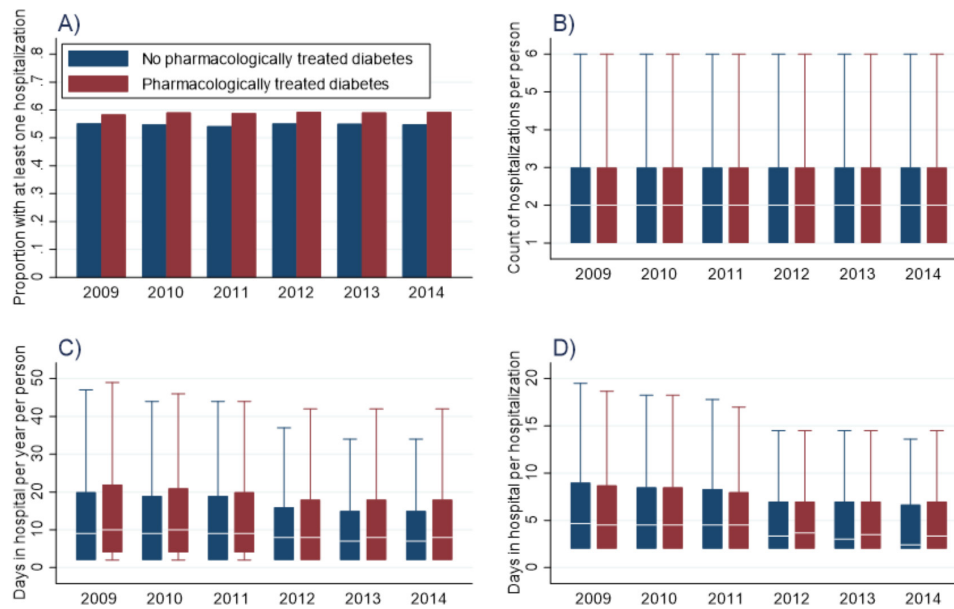 A)
No pharmacologically treated diabetes
Pharmacologically treated diabetes
Proportion with at least one hospitalization
.8
.7
.6
.5
.4
.3
.2
.1
0
2009 2010 2011 2012 2013 2014
B)
Count of hospitalizations per person
6
5
4
3
2
1
2009 2010 2011 2012 2013 2014
C)
Days in hospital per year per person
50
40
30
20
10
0
2009 2010 2011 2012 2013 2014
D)
Days in hospital per hospitalization
20
15
10
5
0
2009 2010 2011 2012 2013 2014